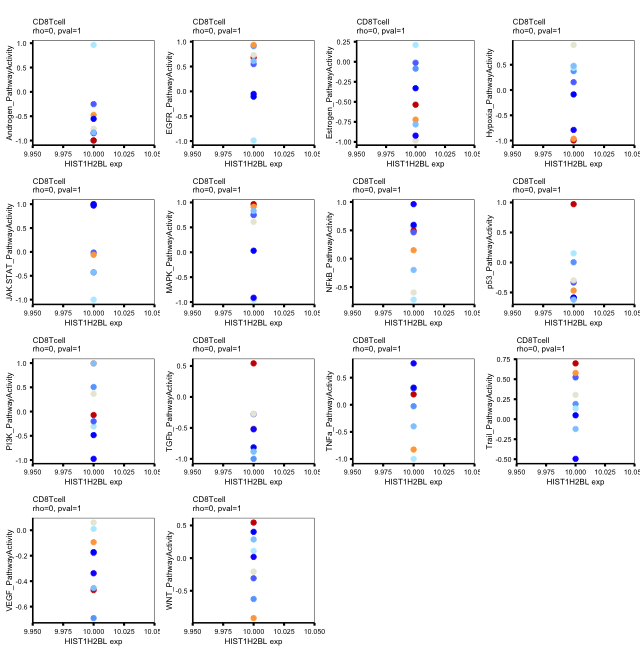 CD8Tcell
rho=0, pval=1
1.0
0.5
0.0
-0.5
-1.0
Androgen_PathwayActivity
9.950 9.975 10.000 10.025 10.05
HIST1H2BL exp
CD8Tcell
rho=0, pval=1
1.0
0.5
0.0
-0.5
-1.0
EGFR_PathwayActivity
9.950 9.975 10.000 10.025 10.05
HIST1H2BL exp
CD8Tcell
rho=0, pval=1
0.25
0.00
-0.25
-0.50
-0.75
-1.00
Estrogen_PathwayActivity
9.950 9.975 10.000 10.025 10.05
HIST1H2BL exp
CD8Tcell
rho=0, pval=1
0.5
0.0
-0.5
-1.0
Hypoxia_PathwayActivity
9.950 9.975 10.000 10.025 10.05
HIST1H2BL exp
CD8Tcell
rho=0, pval=1
1.0
0.5
0.0
-0.5
-1.0
JAK.STAT_PathwayActivity
9.950 9.975 10.000 10.025 10.05
HIST1H2BL exp
CD8Tcell
rho=0, pval=1
1.0
0.5
0.0
-0.5
-1.0
MAPK_PathwayActivity
9.950 9.975 10.000 10.025 10.05
HIST1H2BL exp
CD8Tcell
rho=0, pval=1
1.0
0.5
0.0
-0.5
NFkB_PathwayActivity
9.950 9.975 10.000 10.025 10.05
HIST1H2BL exp
CD8Tcell
rho=0, pval=1
1.0
0.5
0.0
-0.5
p53_PathwayActivity
9.950 9.975 10.000 10.025 10.05
HIST1H2BL exp
CD8Tcell
rho=0, pval=1
1.0
0.5
0.0
-0.5
-1.0
PI3K_PathwayActivity
9.950 9.975 10.000 10.025 10.05
HIST1H2BL exp
CD8Tcell
rho=0, pval=1
0.5
0.0
-0.5
-1.0
TGFb_PathwayActivity
9.950 9.975 10.000 10.025 10.05
HIST1H2BL exp
CD8Tcell
rho=0, pval=1
0.5
0.0
-0.5
-1.0
TNFa_PathwayActivity
9.950 9.975 10.000 10.025 10.05
HIST1H2BL exp
CD8Tcell
rho=0, pval=1
0.75
0.50
0.25
0.00
-0.25
-0.50
Trail_PathwayActivity
9.950 9.975 10.000 10.025 10.050
HIST1H2BL exp
CD8Tcell
rho=0, pval=1
0.0
-0.2
-0.4
-0.6
VEGF_PathwayActivity
9.950 9.975 10.000 10.025 10.05
HIST1H2BL exp
CD8Tcell
rho=0, pval=1
0.5
0.0
-0.5
WNT_PathwayActivity
9.950 9.975 10.000 10.025 10.050
HIST1H2BL exp